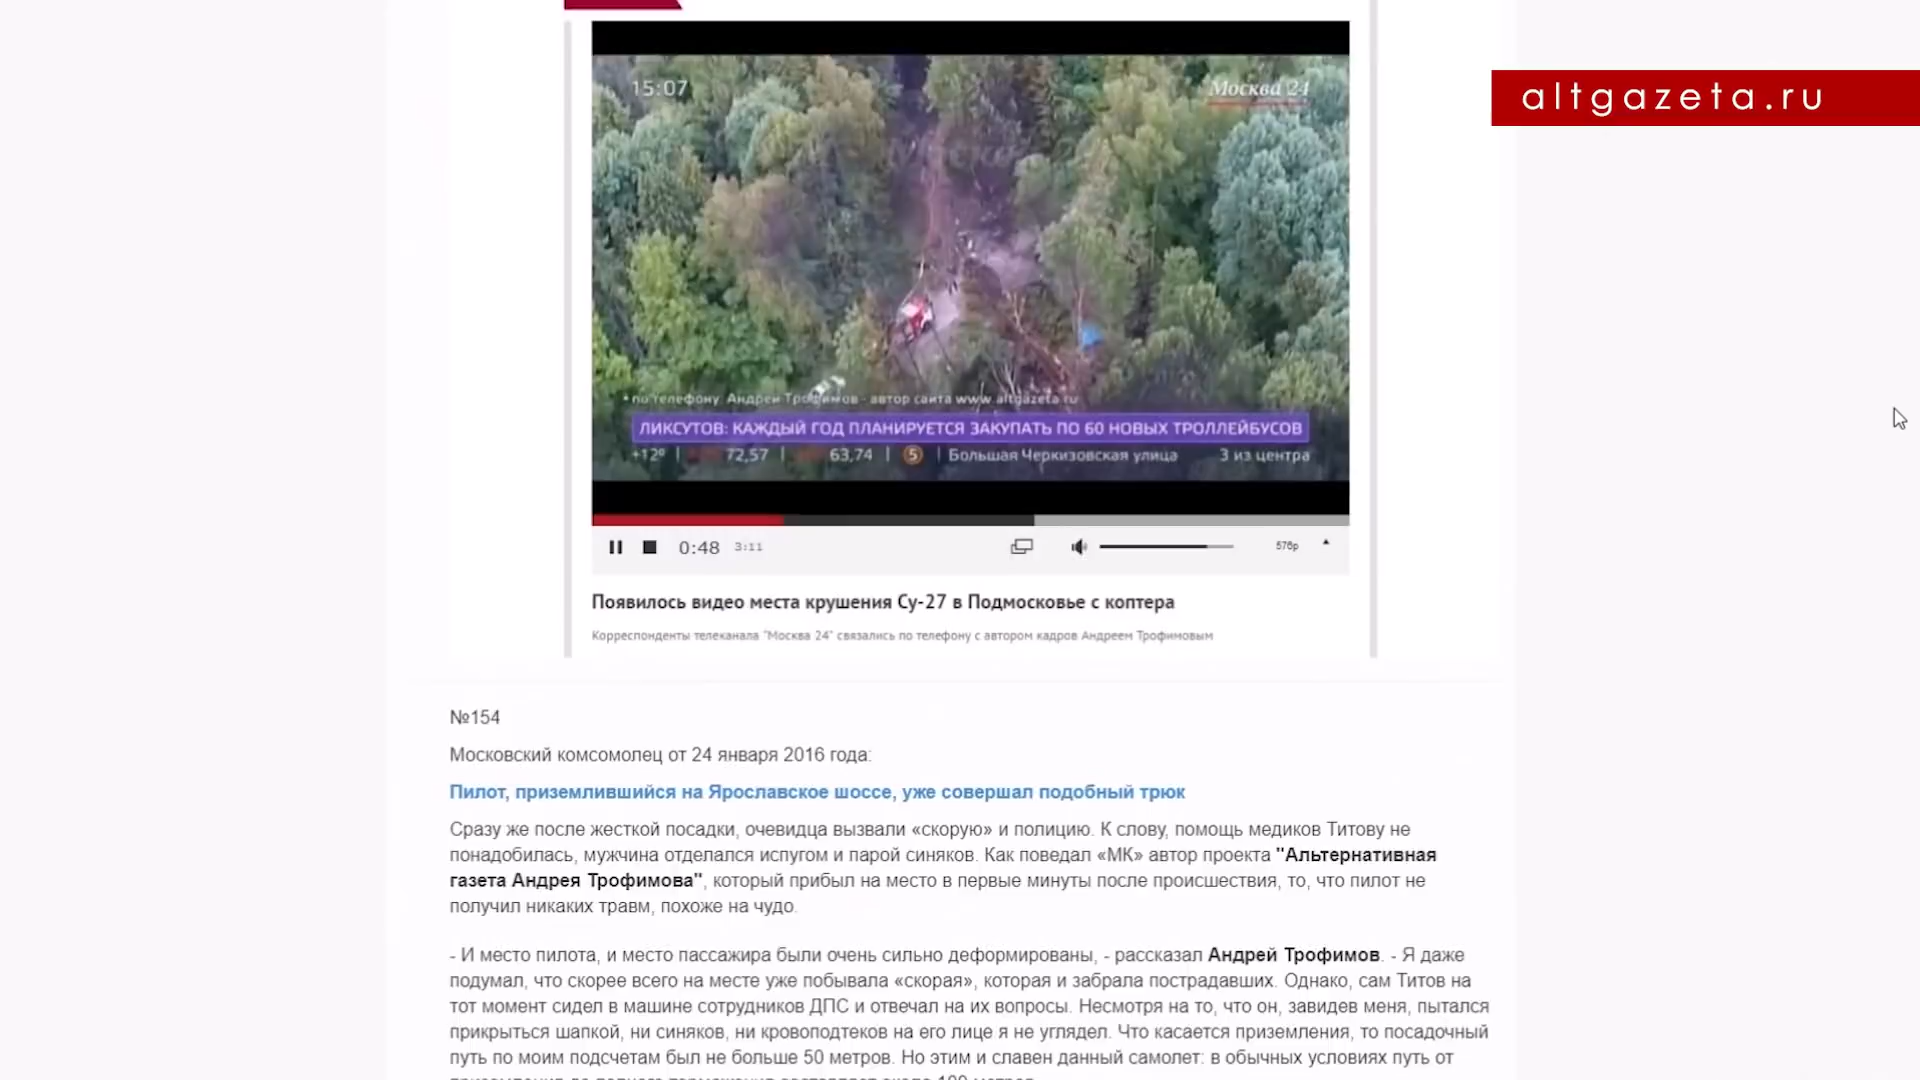 altgazeta.ru
15:07
Москва 24
* по телефону: Андрей Трофимов - автор сайта www.altgazeta.ru
ЛИКСУТОВ: КАЖДЫЙ ГОД ПЛАНИРУЕТСЯ ЗАКУПАТЬ ПО 60 НОВЫХ ТРОЛЛЕЙБУСОВ
+12° | 72,57 | 63,74 | 5 | Большая Черкизовская улица 3 из центра
0:48 3:11 576p
Появилось видео места крушения Су-27 в Подмосковье с коптера
Корреспонденты телеканала "Москва 24" связались по телефону с автором кадров Андреем Трофимовым
№154
Московский комсомолец от 24 января 2016 года:
Пилот, приземлившийся на Ярославское шоссе, уже совершал подобный трюк
Сразу же после жесткой посадки, очевидца вызвали «скорую» и полицию. К слову, помощь медиков Титову не
понадобилась, мужчина отделался испугом и парой синяков. Как поведал «МК» автор проекта "Альтернативная
газета Андрея Трофимова", который прибыл на место в первые минуты после происшествия, то, что пилот не
получил никаких травм, похоже на чудо.
- И место пилота, и место пассажира были очень сильно деформированы, - рассказал Андрей Трофимов. - Я даже
подумал, что скорее всего на месте уже побывала «скорая», которая и забрала пострадавших. Однако, сам Титов на
тот момент сидел в машине сотрудников ДПС и отвечал на их вопросы. Несмотря на то, что он, завидев меня, пытался
прикрыться шапкой, ни синяков, ни кровоподтеков на его лице я не углядел. Что касается приземления, то посадочный
путь по моим подсчетам был не больше 50 метров. Но этим и славен данный самолет: в обычных условиях путь от